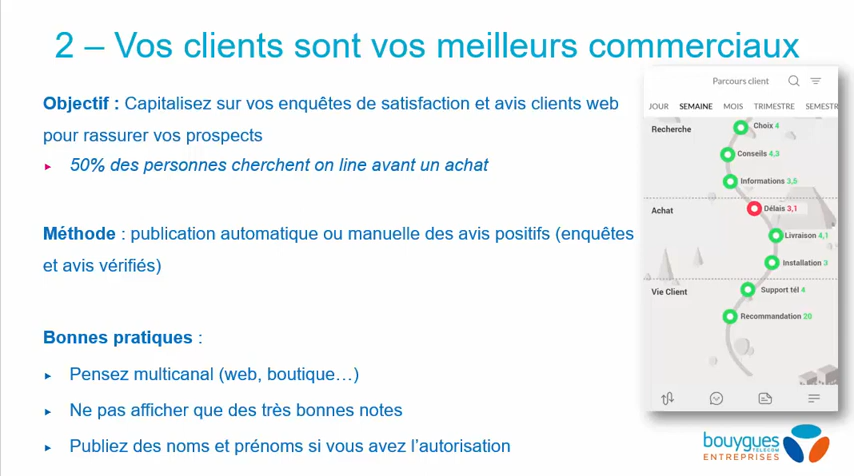 2 – Vos clients sont vos meilleurs commerciaux
Objectif : Capitalisez sur vos enquêtes de satisfaction et avis clients web
pour rassurer vos prospects
50% des personnes cherchent on line avant un achat
Méthode : publication automatique ou manuelle des avis positifs (enquêtes
et avis vérifiés)
Bonnes pratiques :
Pensez multicanal (web, boutique…)
Ne pas afficher que des très bonnes notes
Publiez des noms et prénoms si vous avez l'autorisation
Parcours client
JOUR SEMAINE MOIS TRIMESTRE SEMESTR
Recherche
Choix 4
Conseils 4,3
Informations 3,5
Achat
Délais 3,1
Livraison 4,1
Installation 3
Vie Client
Support tél 4
Recommandation 20
bouygues
TELECOM
ENTREPRISES